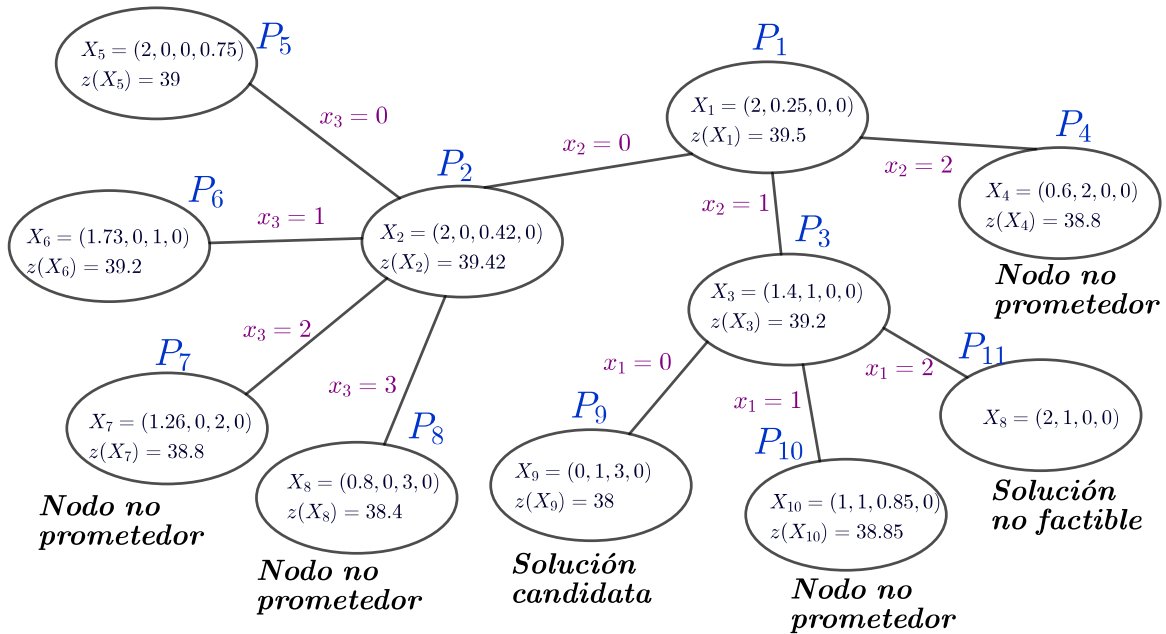 P₅
X₅ = (2, 0, 0, 0.75)
z(X₅) = 39
x₃ = 0
P₁
X₁ = (2, 0.25, 0, 0)
z(X₁) = 39.5
x₂ = 0
x₂ = 2
P₄
X₄ = (0.6, 2, 0, 0)
z(X₄) = 38.8
Nodo no
prometedor
P₆
X₆ = (1.73, 0, 1, 0)
z(X₆) = 39.2
x₃ = 1
P₂
X₂ = (2, 0, 0.42, 0)
z(X₂) = 39.42
x₂ = 1
P₃
X₃ = (1.4, 1, 0, 0)
z(X₃) = 39.2
x₃ = 2
P₇
X₇ = (1.26, 0, 2, 0)
z(X₇) = 38.8
Nodo no
prometedor
x₃ = 3
P₈
X₈ = (0.8, 0, 3, 0)
z(X₈) = 38.4
Nodo no
prometedor
x₁ = 0
P₉
X₉ = (0, 1, 3, 0)
z(X₉) = 38
Solución
candidata
x₁ = 1
P₁₀
X₁₀ = (1, 1, 0.85, 0)
z(X₁₀) = 38.85
Nodo no
prometedor
x₁ = 2
P₁₁
X₈ = (2, 1, 0, 0)
Solución
no factible